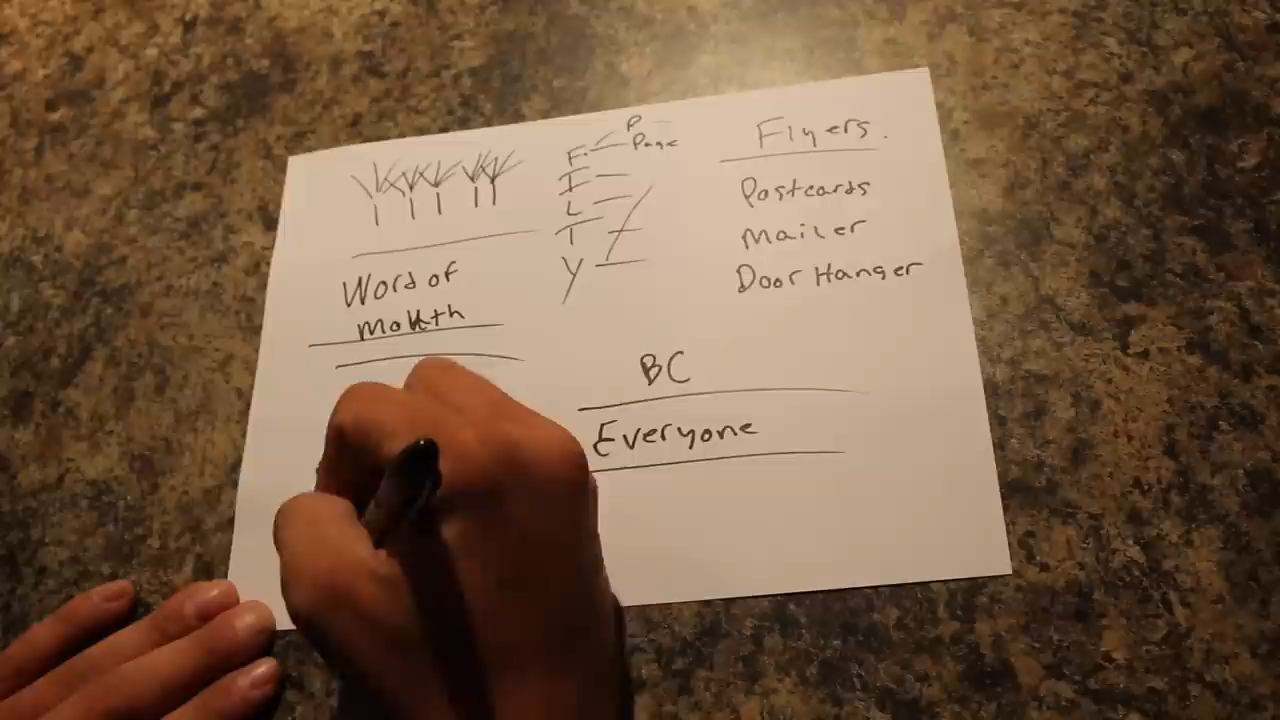 Word of
Mouth
P
F. Page
I
L
T
Y
Flyers.
Postcards
Mailer
Door Hanger
BC
Everyone